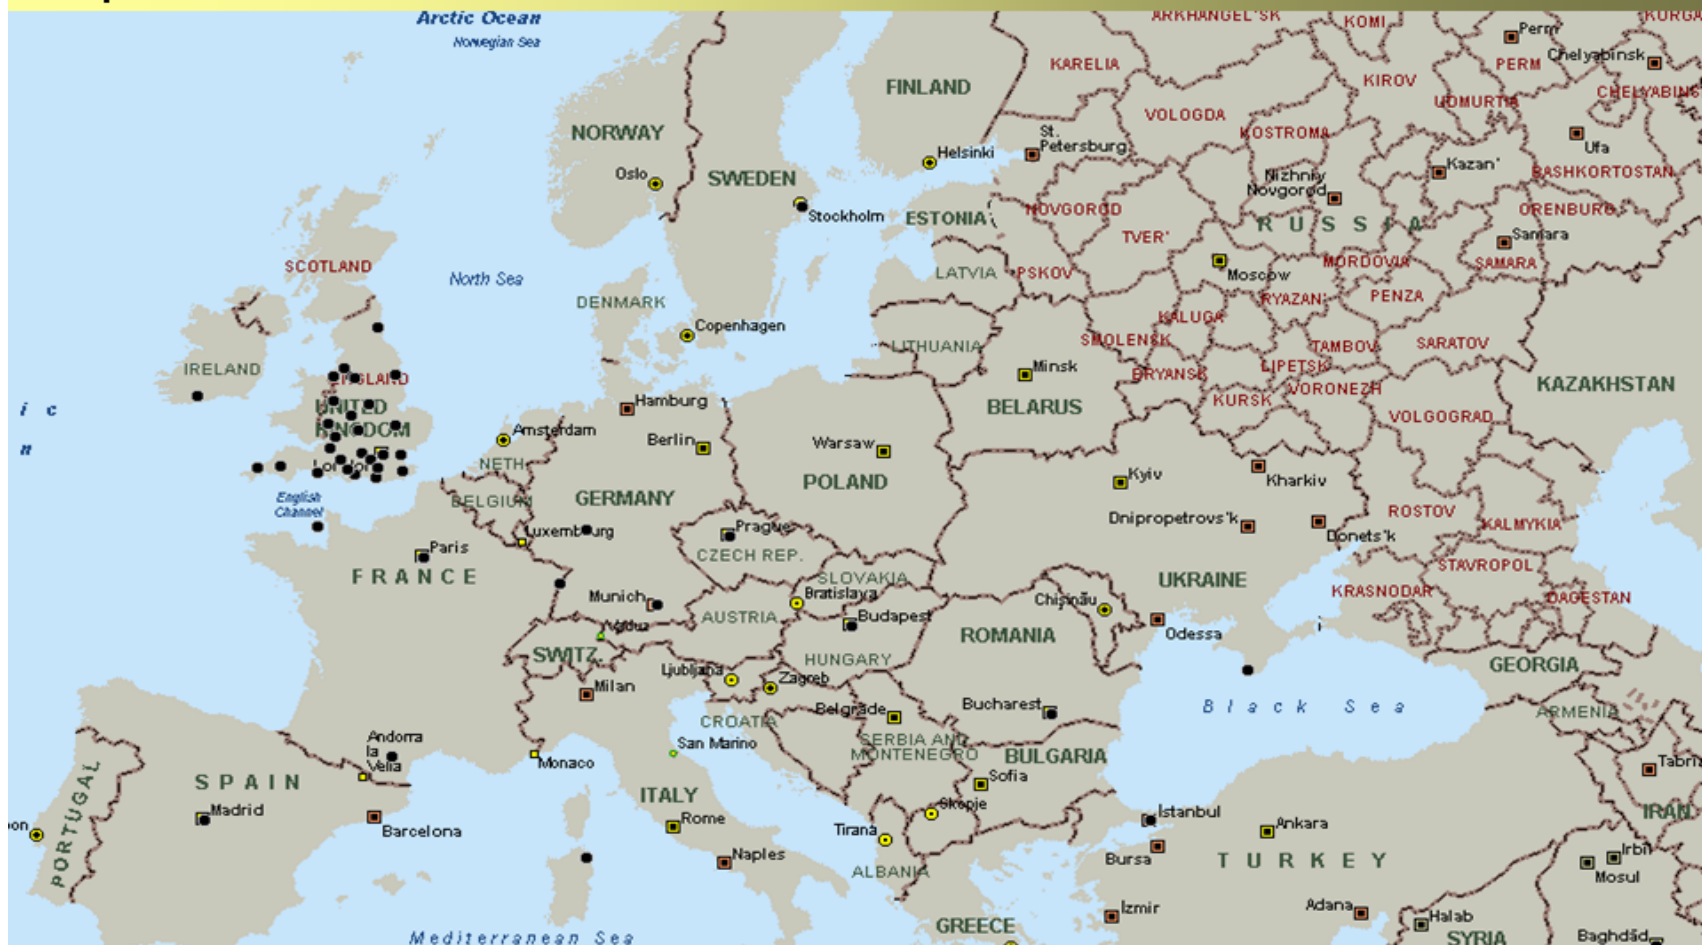 Arctic Ocean
Norwegian Sea
ARKHANGEL'SK
KOMI
Perm'
Chelyabinsk
PERM
KARELIA
KIROV
FINLAND
UDMURTIA
VOLOGDA
NORWAY
KOSTROMA
St.
Petersburg
Helsinki
Ufa
Kazan'
Oslo
SWEDEN
Nizhniy
Novgorod
BASHKORTOSTAN
Stockholm
ESTONIA
NOVGOROD
ORENBURG
RUSSIA
TVER'
Samara
SCOTLAND
North Sea
LATVIA
PSKOV
Moscow
MORDOVIA
SAMARA
DENMARK
RYAZAN'
PENZA
KALUGA
Copenhagen
SMOLENSK
LITHUANIA
TAMBOV
SARATOV
IRELAND
ENGLAND
Minsk
BRYANSK
LIPETSK
VORONEZH
KAZAKHSTAN
i c
UNITED
KINGDOM
Hamburg
BELARUS
KURSK
VOLGOGRAD
n
Amsterdam
Berlin
Warsaw
NETH
London
POLAND
Kyiv
Kharkiv
English
Channel
BELGIUM
GERMANY
Luxemburg
Prague
Dnipropetrovs'k
Donets'k
ROSTOV
KALMYKIA
Paris
CZECH REP.
FRANCE
SLOVAKIA
UKRAINE
STAVROPOL
Munich
Bratislava
Chişinău
KRASNODAR
DAGESTAN
AUSTRIA
Budapest
Odessa
SWITZ.
ROMANIA
HUNGARY
GEORGIA
Ljubljana
Zagreb
Milan
Belgrade
Bucharest
Black Sea
CROATIA
ARMENIA
Andorra
la
Vella
San Marino
SERBIA AND
MONTENEGRO
BULGARIA
Monaco
SPAIN
Sofia
PORTUGAL
Madrid
ITALY
Rome
Skopje
Istanbul
Ankara
IRAN
Barcelona
Tirana
Naples
Bursa
TURKEY
Irbil
Mosul
ALBANIA
Izmir
Adana
Halab
GREECE
SYRIA
Baghdād
Mediterranean Sea